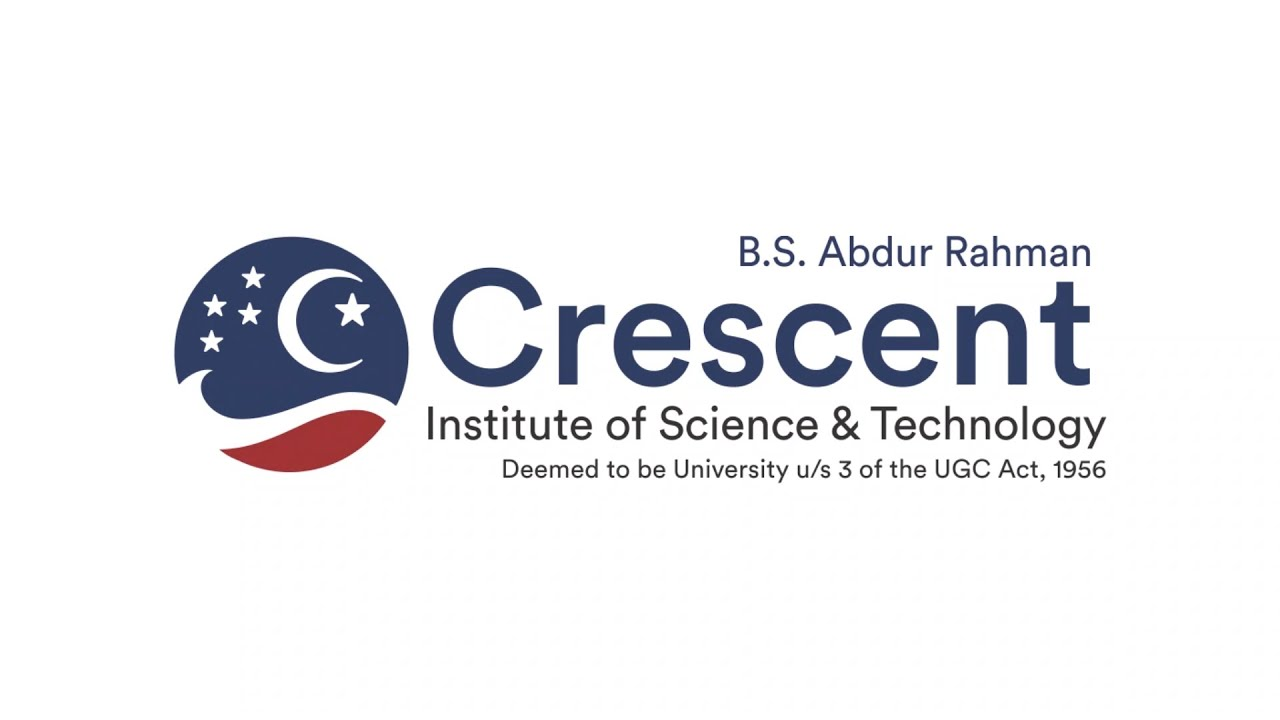 B.S. Abdur Rahman
Crescent
Institute of Science & Technology
Deemed to be University u/s 3 of the UGC Act, 1956